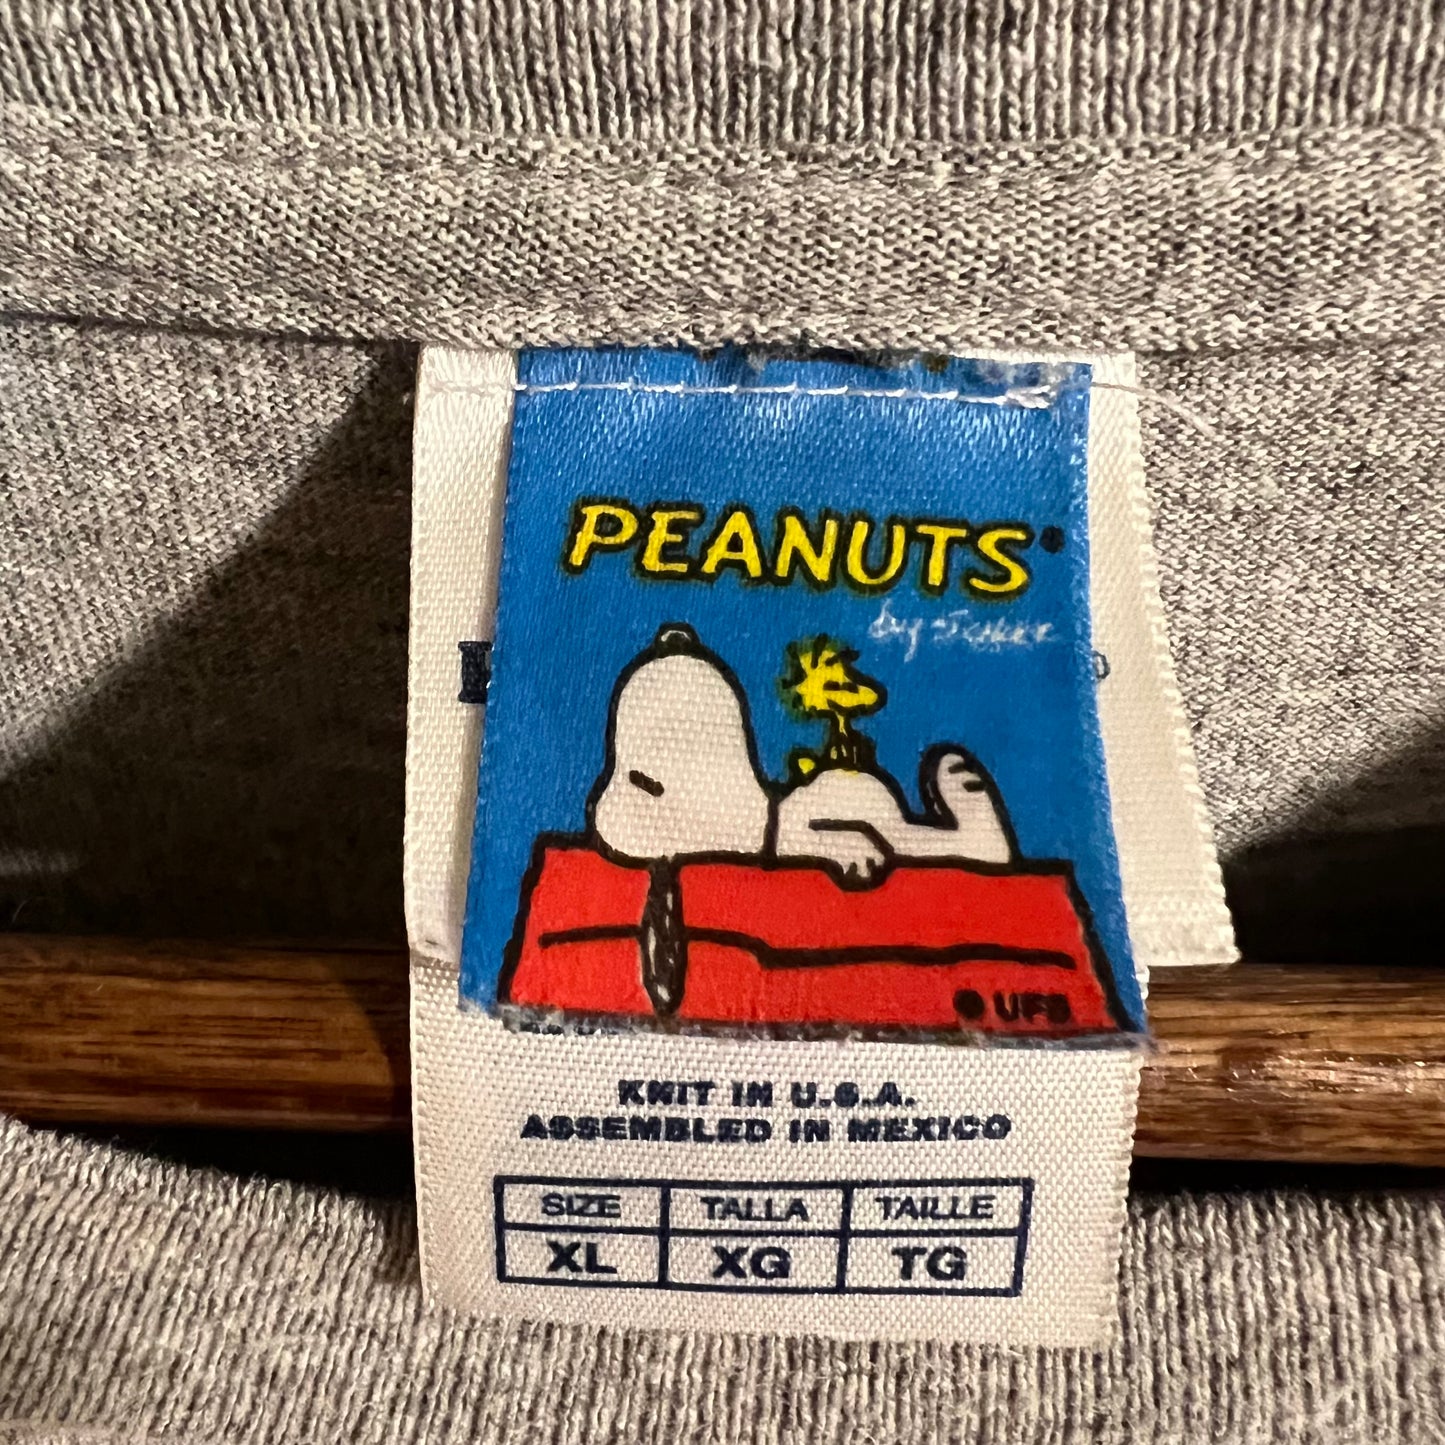 PEANUTS®
by Schulz
© UFS
KNIT IN U.S.A.
ASSEMBLED IN MEXICO
SIZE TALLA TAILLE
XL XG TG